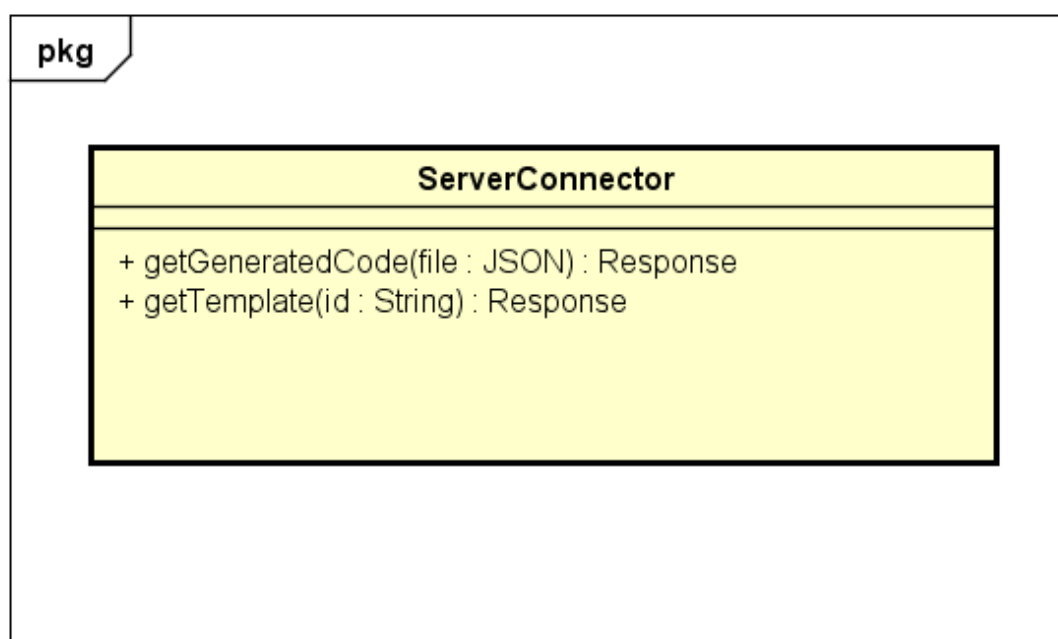 pkg
ServerConnector
+ getGeneratedCode(file : JSON) : Response
+ getTemplate(id : String) : Response